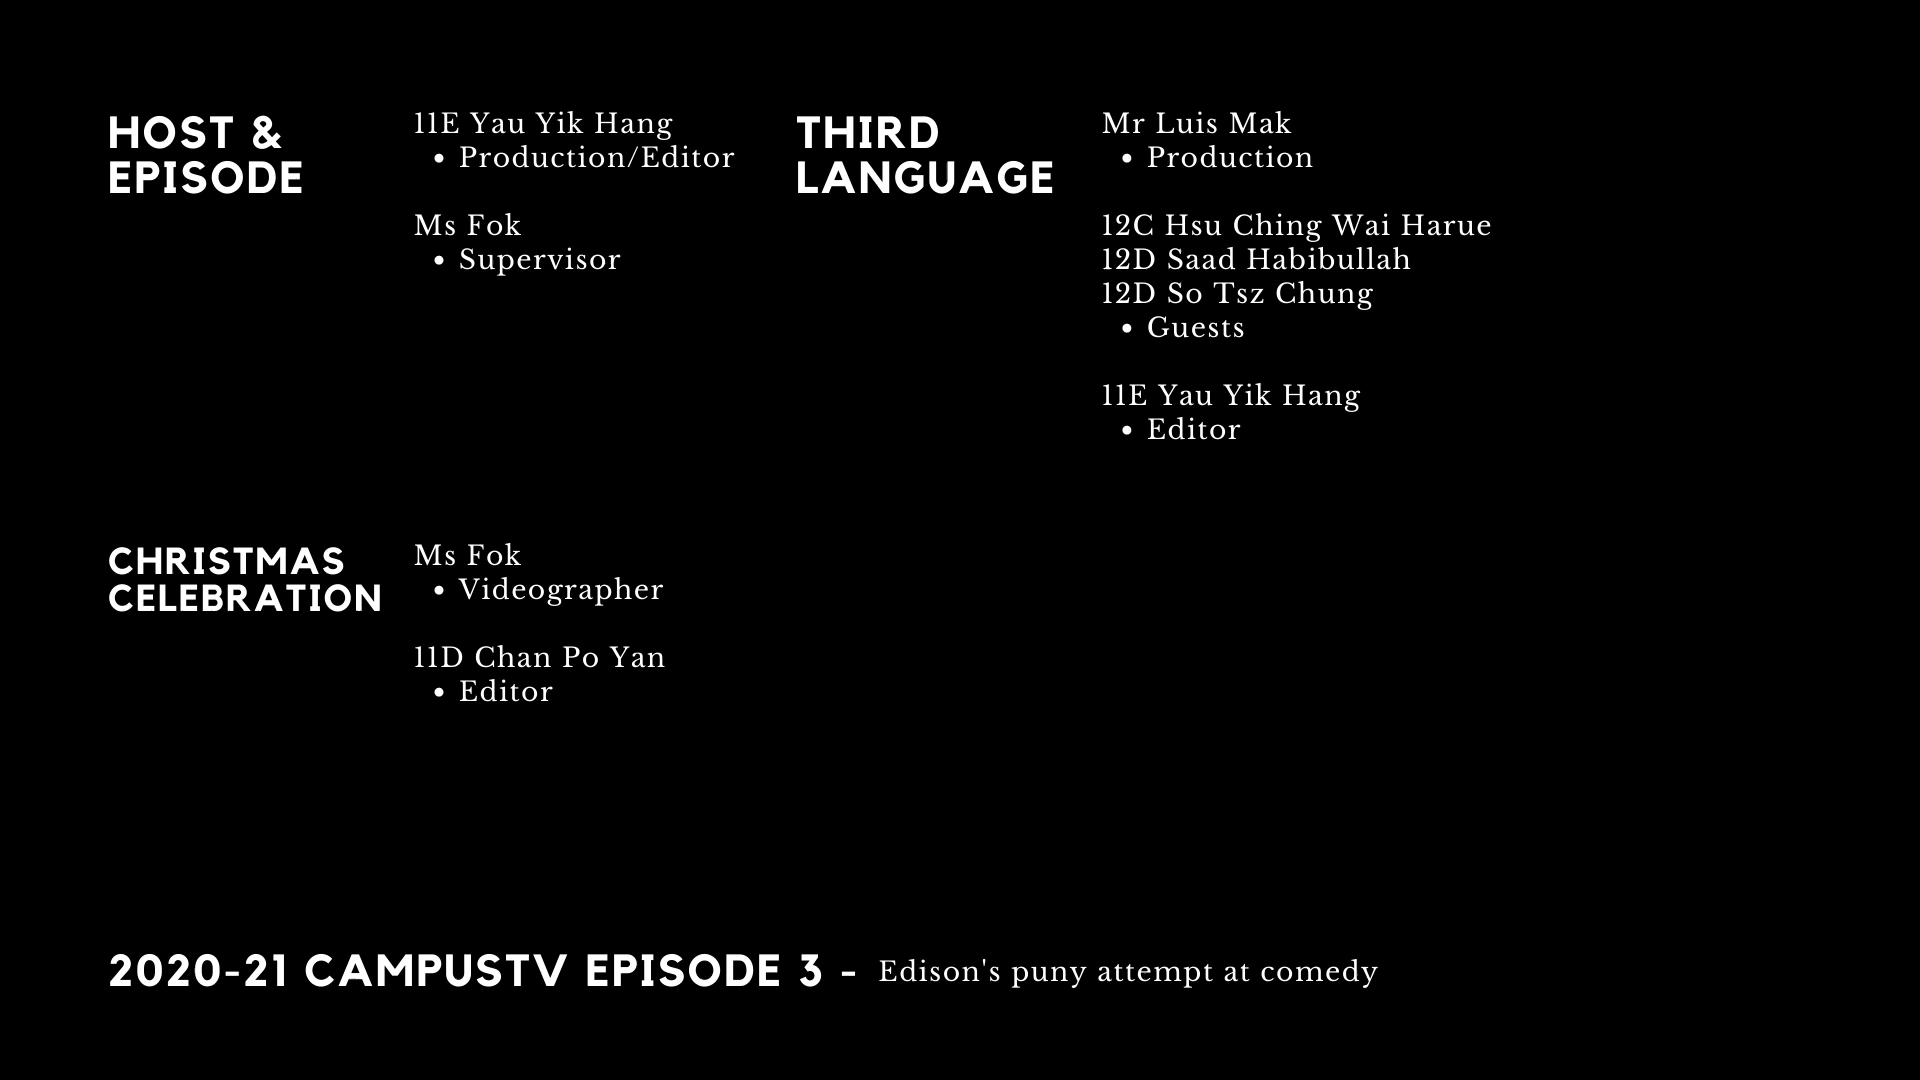 HOST &
EPISODE
11E Yau Yik Hang
• Production/Editor
Ms Fok
• Supervisor
THIRD
LANGUAGE
Mr Luis Mak
• Production
12C Hsu Ching Wai Harue
12D Saad Habibullah
12D So Tsz Chung
• Guests
11E Yau Yik Hang
• Editor
CHRISTMAS
CELEBRATION
Ms Fok
• Videographer
11D Chan Po Yan
• Editor
2020-21 CAMPUSTV EPISODE 3 - Edison's puny attempt at comedy